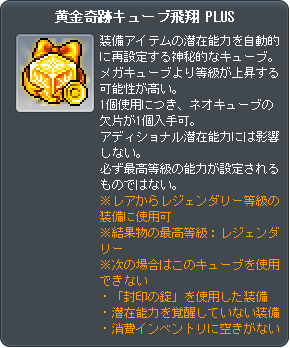 黄金奇跡キューブ飛翔 PLUS
装備アイテムの潜在能力を自動的
に再設定する神秘的なキューブ。
メガキューブより等級が上昇する
可能性が高い。
1個使用につき、ネオキューブの
欠片が1個入手可。
アディショナル潜在能力には影響
しない。
必ず最高等級の能力が設定される
ものではない。
※レアからレジェンダリー等級の
装備に使用可
※結果物の最高等級：レジェンダ
リー
※次の場合はこのキューブを使用
できない
・「封印の錠」を使用した装備
・潜在能力を覚醒していない装備
・消費インベントリに空きがない